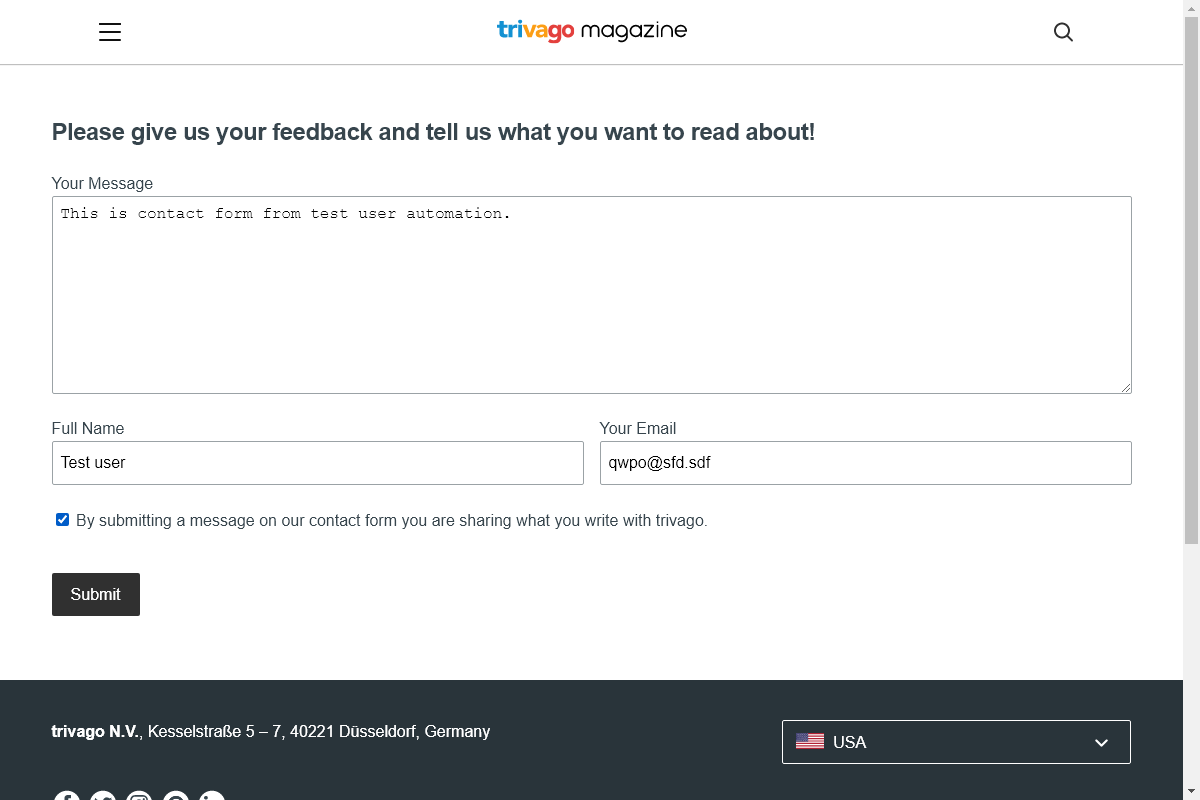 trivago magazine
Please give us your feedback and tell us what you want to read about!
Your Message
This is contact form from test user automation.
Full Name
Your Email
Test user
qwpo@sfd.sdf
By submitting a message on our contact form you are sharing what you write with trivago.
Submit
trivago N.V., Kesselstraße 5 – 7, 40221 Düsseldorf, Germany
USA